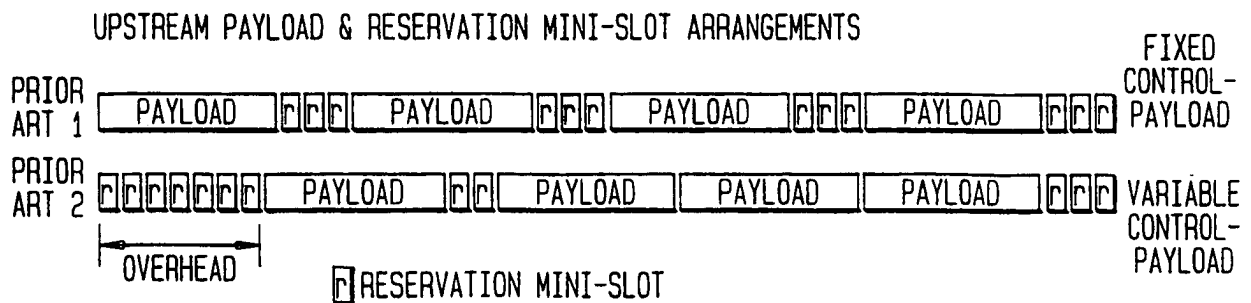 UPSTREAM PAYLOAD & RESERVATION MINI-SLOT ARRANGEMENTS
PRIOR
ART 1
PAYLOAD r r r PAYLOAD r r r PAYLOAD r r r PAYLOAD r r r
FIXED
CONTROL-
PAYLOAD
PRIOR
ART 2
r r r r r r r PAYLOAD r r PAYLOAD PAYLOAD PAYLOAD r r r
VARIABLE
CONTROL-
PAYLOAD
OVERHEAD
r RESERVATION MINI-SLOT